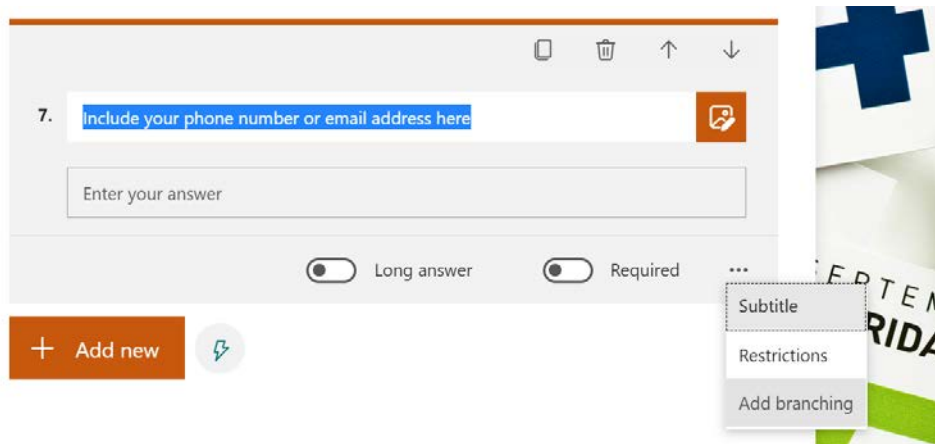 7.
Include your phone number or email address here
Enter your answer
Long answer
Required
...
Subtitle
Restrictions
Add branching
+ Add new